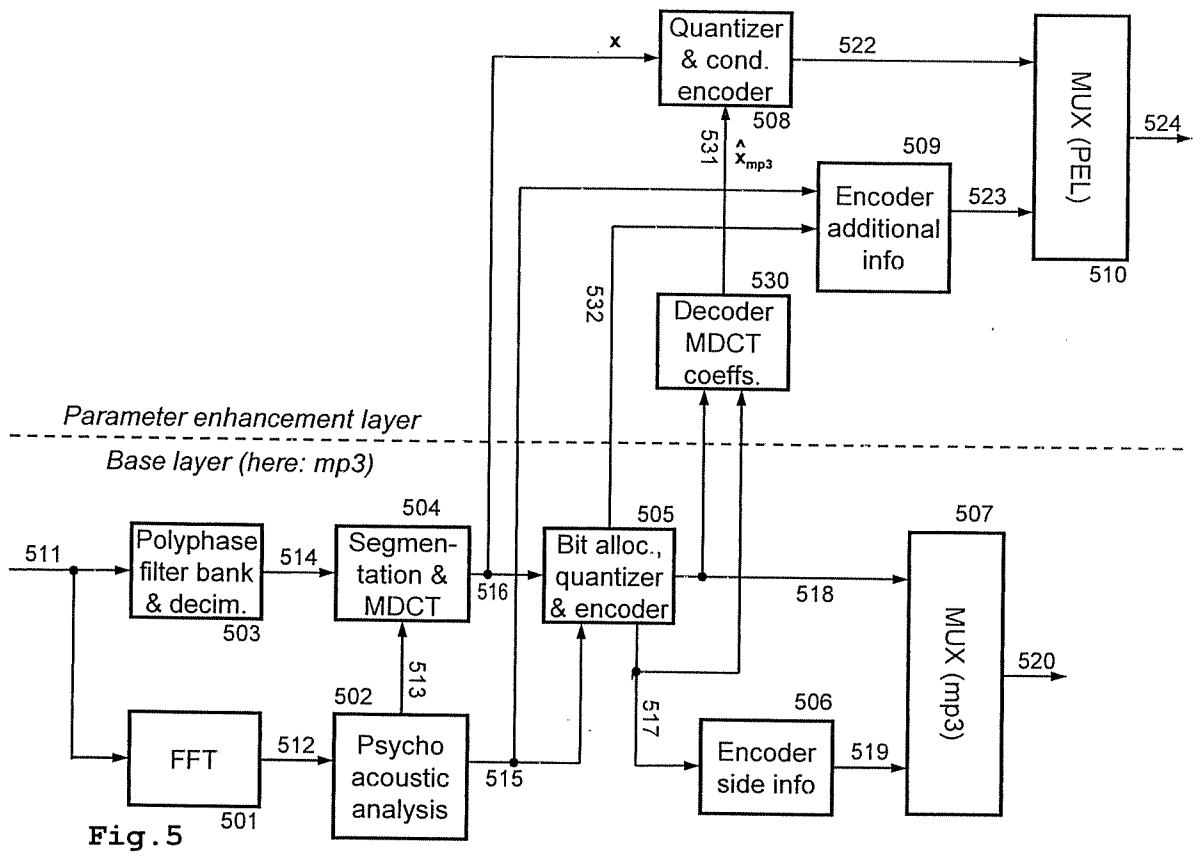 x
Quantizer
& cond.
encoder
508
522
MUX (PEL)
510
524
531
x̂mp3
509
Encoder
additional
info
523
532
530
Decoder
MDCT
coeffs.
Parameter enhancement layer
Base layer (here: mp3)
511
Polyphase
filter bank
& decim.
503
514
504
Segmen-
tation &
MDCT
516
505
Bit alloc.,
quantizer
& encoder
518
507
MUX (mp3)
520
513
FFT
501
512
502
Psycho
acoustic
analysis
515
517
506
Encoder
side info
519
Fig.5